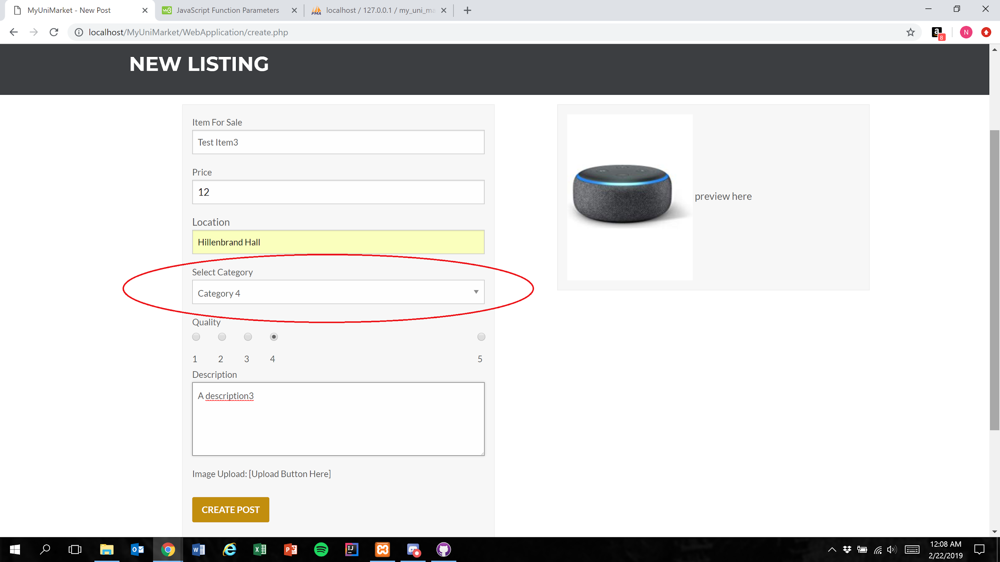 MyUniMarket - New Post
JavaScript Function Parameters
localhost / 127.0.0.1 / my_uni_ma
localhost/MyUniMarket/WebApplication/create.php
8
N
NEW LISTING
Item For Sale
Test Item3
Price
12
Location
Hillenbrand Hall
Select Category
Category 4
Quality
1 2 3 4 5
Description
A description3
Image Upload: [Upload Button Here]
CREATE POST
preview here
12:08 AM
2/22/2019